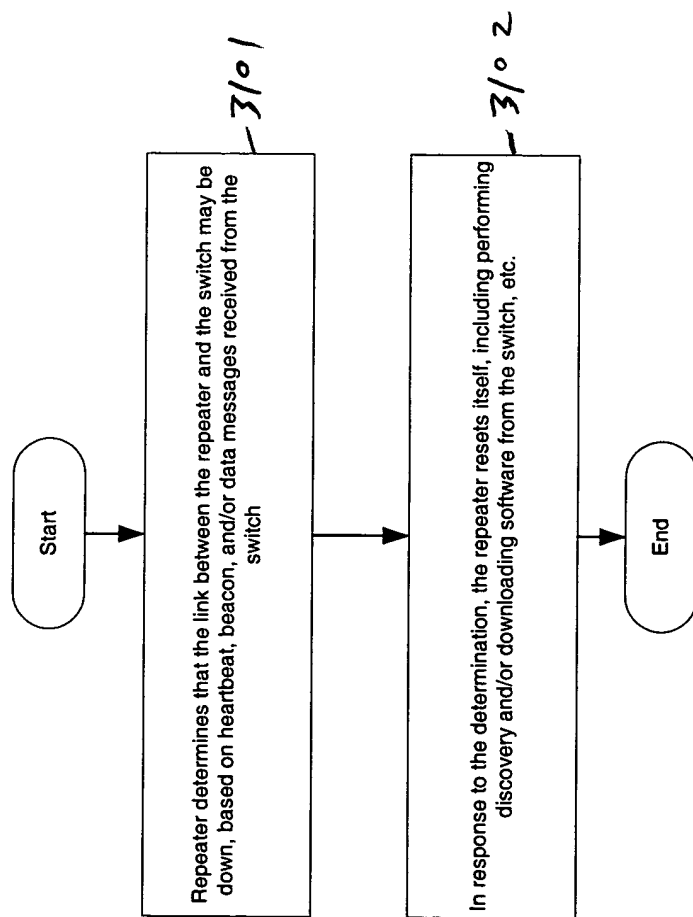 Start
Repeater determines that the link between the repeater and the switch may be
down, based on heartbeat, beacon, and/or data messages received from the
switch
3101
In response to the determination, the repeater resets itself, including performing
discovery and/or downloading software from the switch, etc.
3102
End